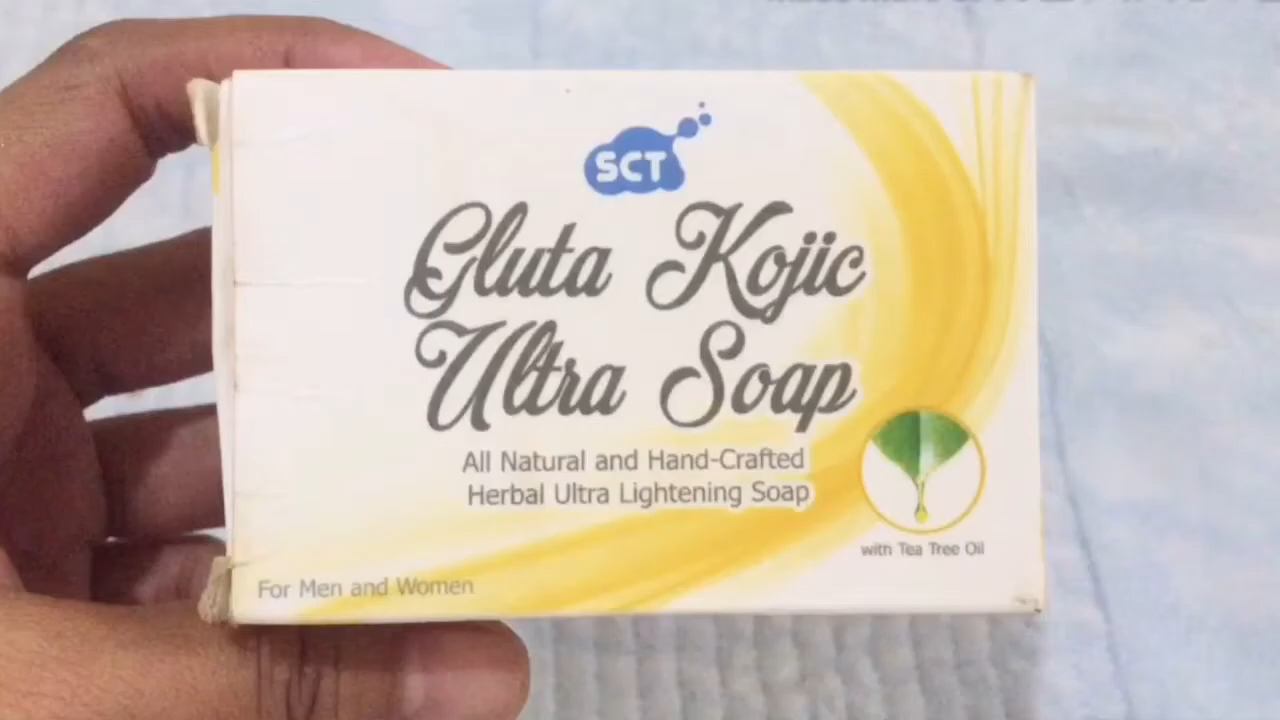 SCT
Gluta Kojic
Ultra Soap
All Natural and Hand-Crafted
Herbal Ultra Lightening Soap
with Tea Tree Oil
For Men and Women